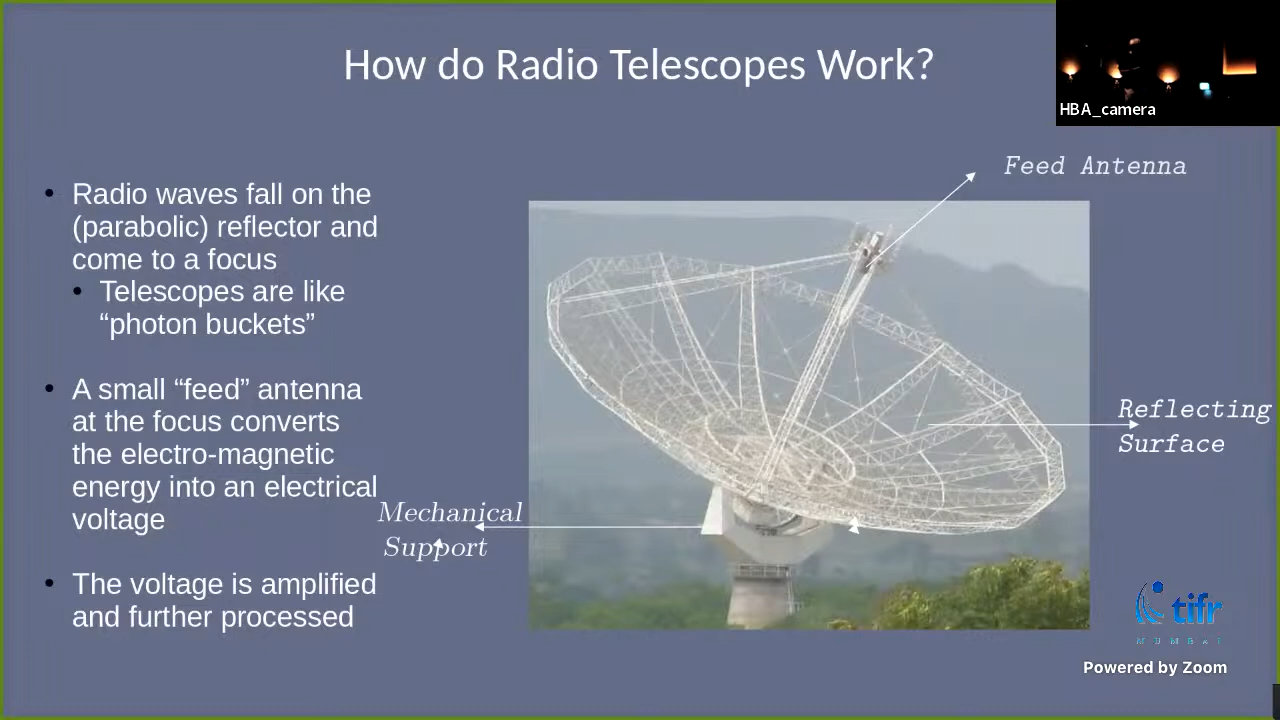 How do Radio Telescopes Work?
HBA_camera
Feed Antenna
• Radio waves fall on the
(parabolic) reflector and
come to a focus
• Telescopes are like
“photon buckets”
• A small “feed” antenna
at the focus converts
the electro-magnetic
energy into an electrical
voltage
• The voltage is amplified
and further processed
Mechanical
Support
Reflecting
Surface
tifr
MUMBAI
Powered by Zoom